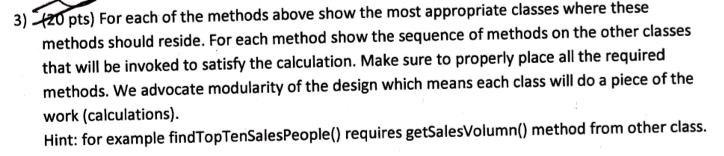 3) (20 pts) For each of the methods above show the most appropriate classes where these
methods should reside. For each method show the sequence of methods on the other classes
that will be invoked to satisfy the calculation. Make sure to properly place all the required
methods. We advocate modularity of the design which means each class will do a piece of the
work (calculations).
Hint: for example findTopTenSalesPeople() requires getSalesVolumn() method from other class.